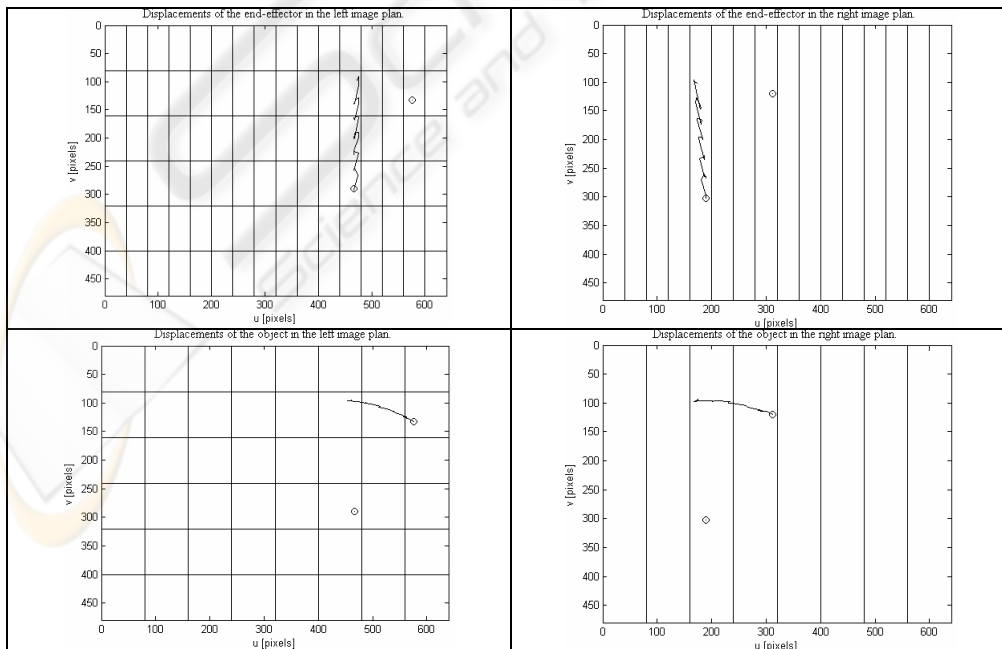 Displacements of the end-effector in the left image plan.
0
50
100
150
200
250
300
350
400
450
v [pixels]
0 100 200 300 400 500 600
u [pixels]
Displacements of the end-effector in the right image plan.
0
50
100
150
200
250
300
350
400
450
v [pixels]
0 100 200 300 400 500 600
u [pixels]
Displacements of the object in the left image plan.
0
50
100
150
200
250
300
350
400
450
v [pixels]
0 100 200 300 400 500 600
u [pixels]
Displacements of the object in the right image plan.
0
50
100
150
200
250
300
350
400
450
v [pixels]
0 100 200 300 400 500 600
u [pixels]
Science and